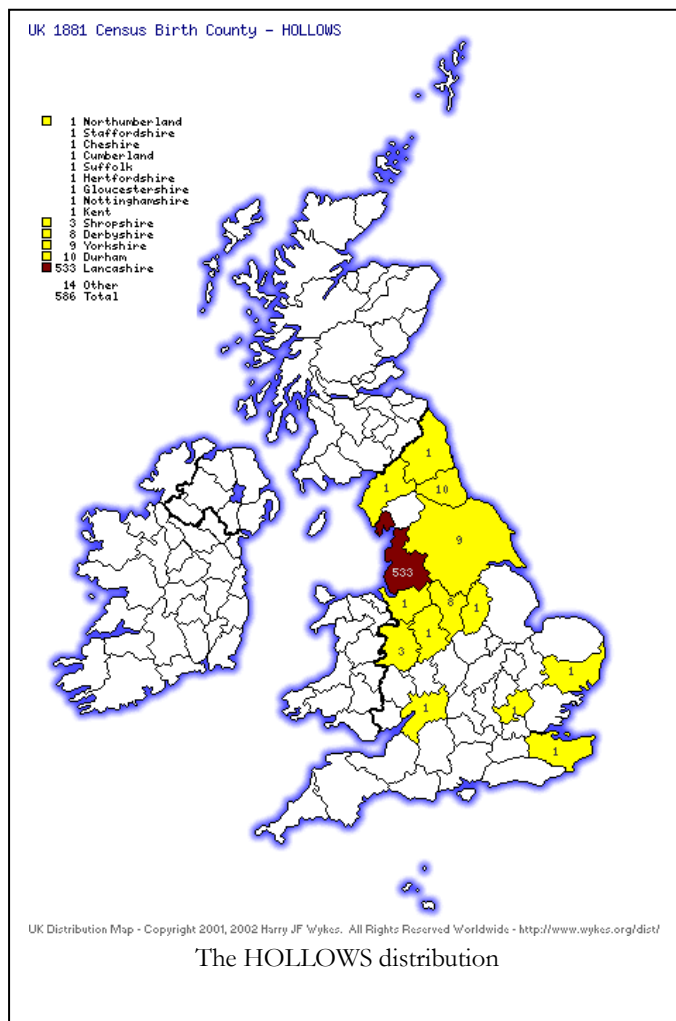 UK 1881 Census Birth County - HOLLOWS
1 Northumberland
1 Staffordshire
1 Cheshire
1 Cumberland
1 Suffolk
1 Hertfordshire
1 Gloucestershire
1 Nottinghamshire
1 Kent
3 Shropshire
8 Derbyshire
9 Yorkshire
10 Durham
533 Lancashire
14 Other
586 Total
1
1
10
9
533
1
8
1
1
3
1
1
1
1
UK Distribution Map - Copyright 2001, 2002 Harry JF Wykes. All Rights Reserved Worldwide - http://www.wykes.org/dist/
The HOLLOWS distribution